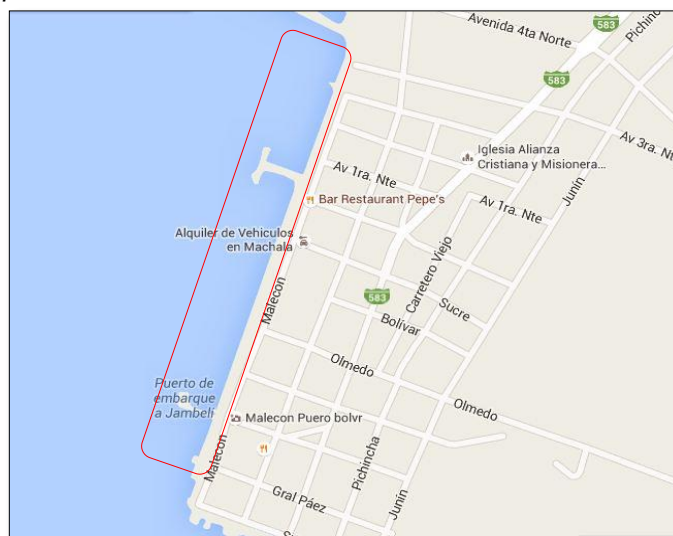 Avenida 4ta Norte
583
Pichinch
583
Iglesia Alianza
Cristiana y Misionera...
Av 3ra. Nt
Av 1ra. Nte
Junín
Bar Restaurant Pepe's
Av 1ra. Nte
Alquiler de Vehiculos
en Machala
Carretero Viejo
583
Malecon
Sucre
Bolívar
Olmedo
Puerto de
embarque
a Jambelí
Olmedo
Malecon Puero bolvr
Malecon
Pichincha
Gral Páez
Junín